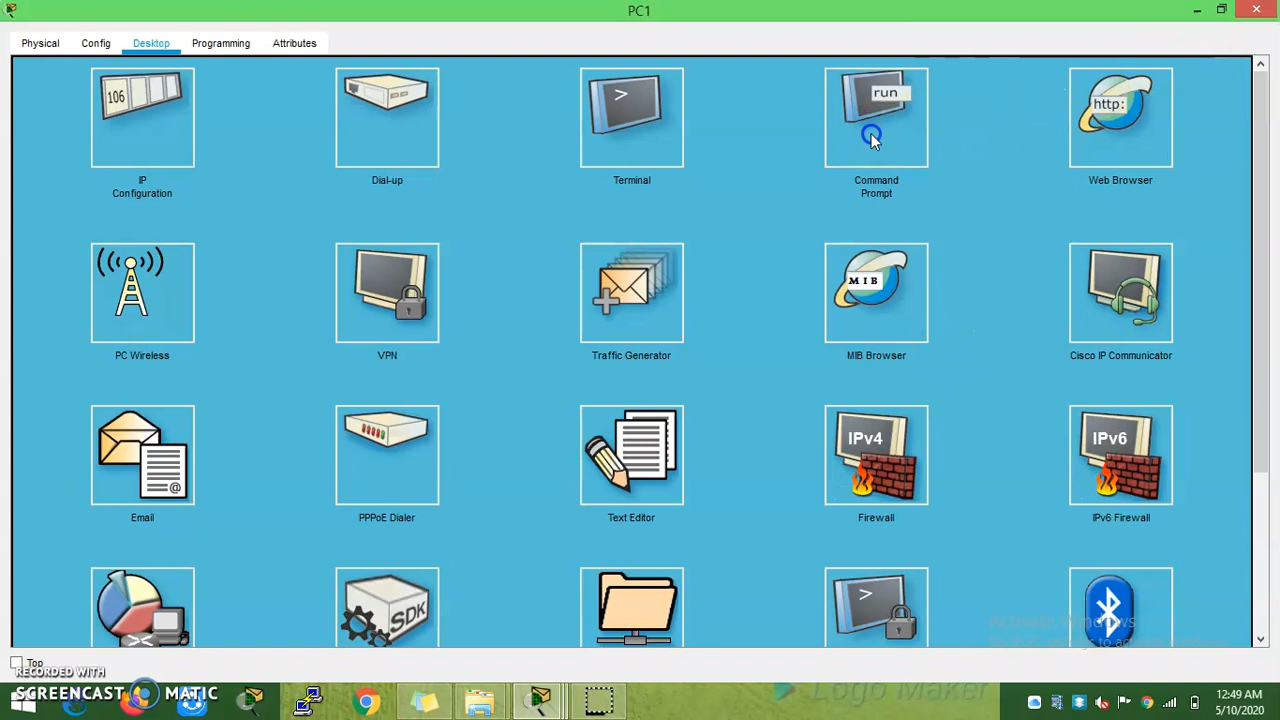 PC1
Physical Config Desktop Programming Attributes
106
run
http:
IP Configuration
Dial-up
Terminal
Command Prompt
Web Browser
MIB
PC Wireless
VPN
Traffic Generator
MIB Browser
Cisco IP Communicator
IPv4
IPv6
Email
PPPoE Dialer
Text Editor
Firewall
IPv6 Firewall
SDK
Activate Windows
Top
RECORDED WITH
SCREENCAST MATIC
Logo Maker
12:49 AM
5/10/2020